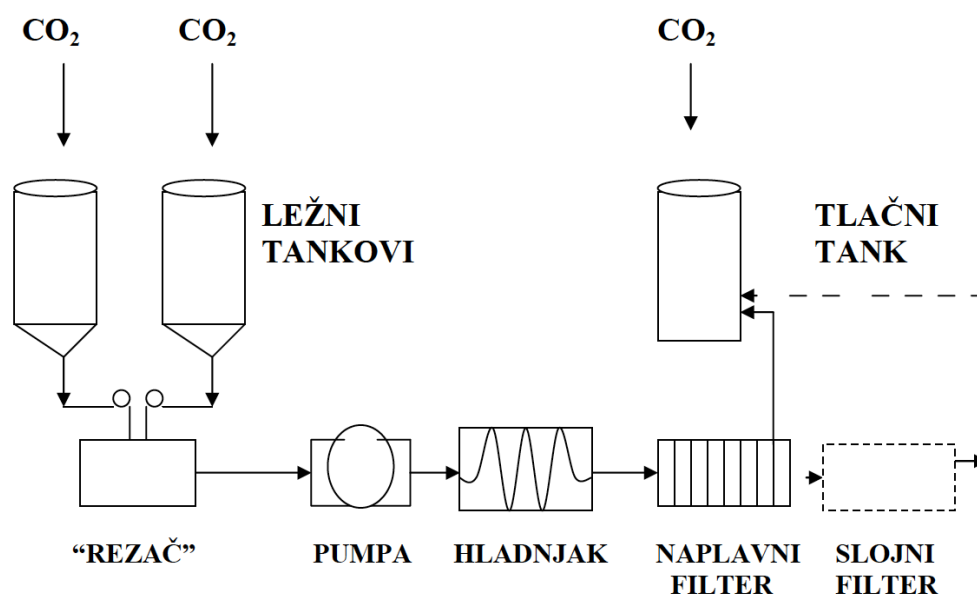 CO₂
CO₂
CO₂
LEŽNI
TANKOVI
TLAČNI
TANK
“REZAČ”
PUMPA
HLADNJAK
NAPLAVNI
FILTER
SLOJNI
FILTER